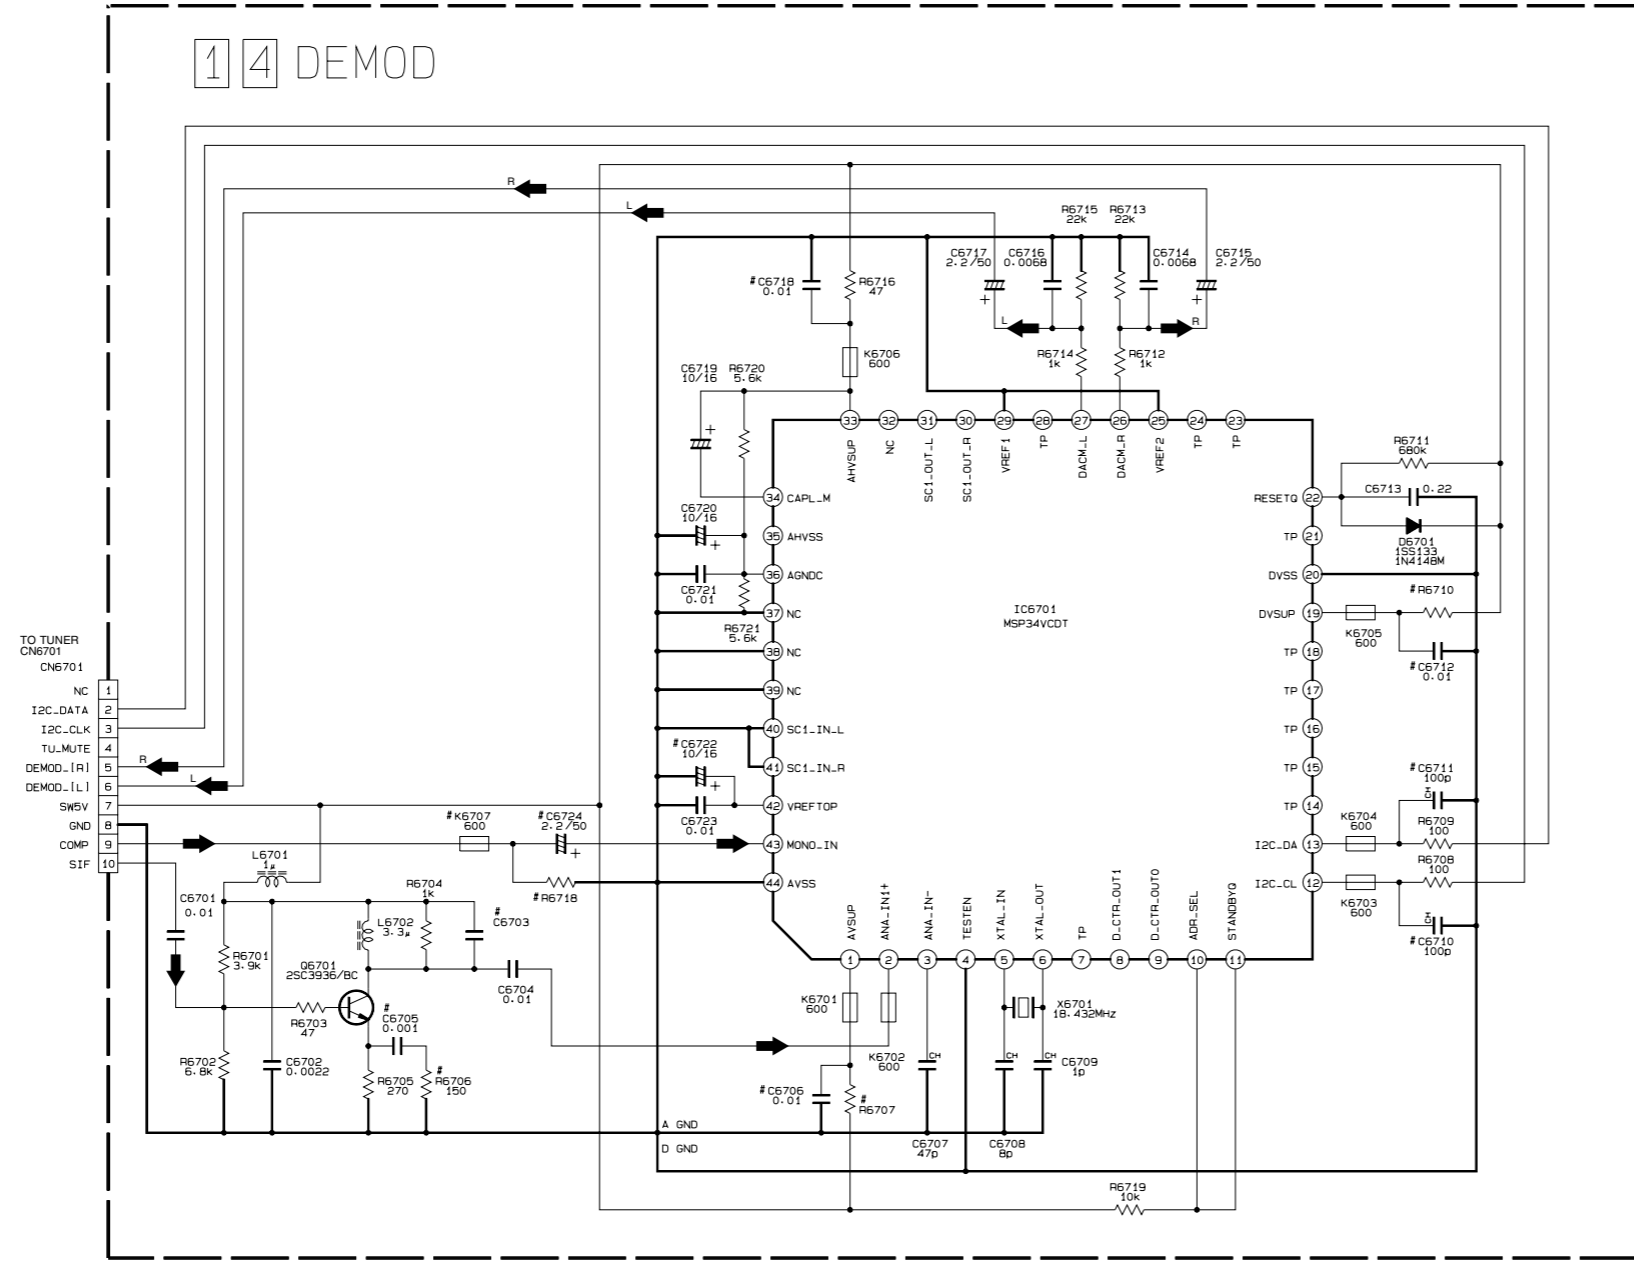 14 DEMOD
R
L
R6715
22k
R6713
22k
C6717
2.2/50
C6716
0.0068
C6714
0.0068
C6715
2.2/50
#C6718
0.01
R6716
47
L
R
K6706
600
R6714
1k
R6712
1k
C6719
10/16
R6720
5.6k
+
+
+
33 32 31 30 29 28 27 26 25 24 23
AHVSUP
NC
SC1_OUT_L
SC1_OUT_R
VREF1
TP
DACM_L
DACM_R
VREF2
TP
TP
R6711
680k
C6713 0.22
D6701
1SS133
1N4148M
34 CAPL_M
RESETQ 22
C6720
10/16
+
35 AHVSS
TP 21
36 AGNDC
DVSS 20
C6721
0.01
#R6710
37 NC
DVSUP 19
IC6701
MSP34VCDT
R6721
5.6k
K6705
600
#C6712
0.01
38 NC
TP 18
39 NC
TP 17
40 SC1_IN_L
TP 16
41 SC1_IN_R
TP 15
#C6722
10/16
+
42 VREFTOP
TP 14
C6723
0.01
43 MONO_IN
I2C_DA 13
44 AVSS
I2C_CL 12
#C6711
100p
CH
K6704
600
R6709
100
R6708
100
K6703
600
CH
#C6710
100p
TO TUNER
CN6701
CN6701
NC 1
I2C_DATA 2
I2C_CLK 3
TU_MUTE 4
DEMOD_[R] 5
R
DEMOD_[L] 6
L
SW5V 7
GND 8
COMP 9
SIF 10
#K6707
600
#C6724
2.2/50
+
#R6718
L6701
1μ
C6701
0.01
R6704
1k
#
C6703
L6702
3.3μ
R6701
3.9k
Q6701
2SC3936/BC
C6704
0.01
R6703
47
#
C6705
0.001
R6702
6.8k
C6702
0.0022
R6705
270
#
R6706
150
AVSUP
ANA_IN1+
ANA_IN-
TESTEN
XTAL_IN
XTAL_OUT
TP
D_CTR_OUT1
D_CTR_OUT0
ADR_SEL
STANDBYQ
1 2 3 4 5 6 7 8 9 10 11
K6701
600
X6701
18.432MHz
K6702
600
CH
CH
CH
C6709
1p
#C6706
0.01
#
R6707
A GND
D GND
C6707
47p
C6708
8p
R6719
10k